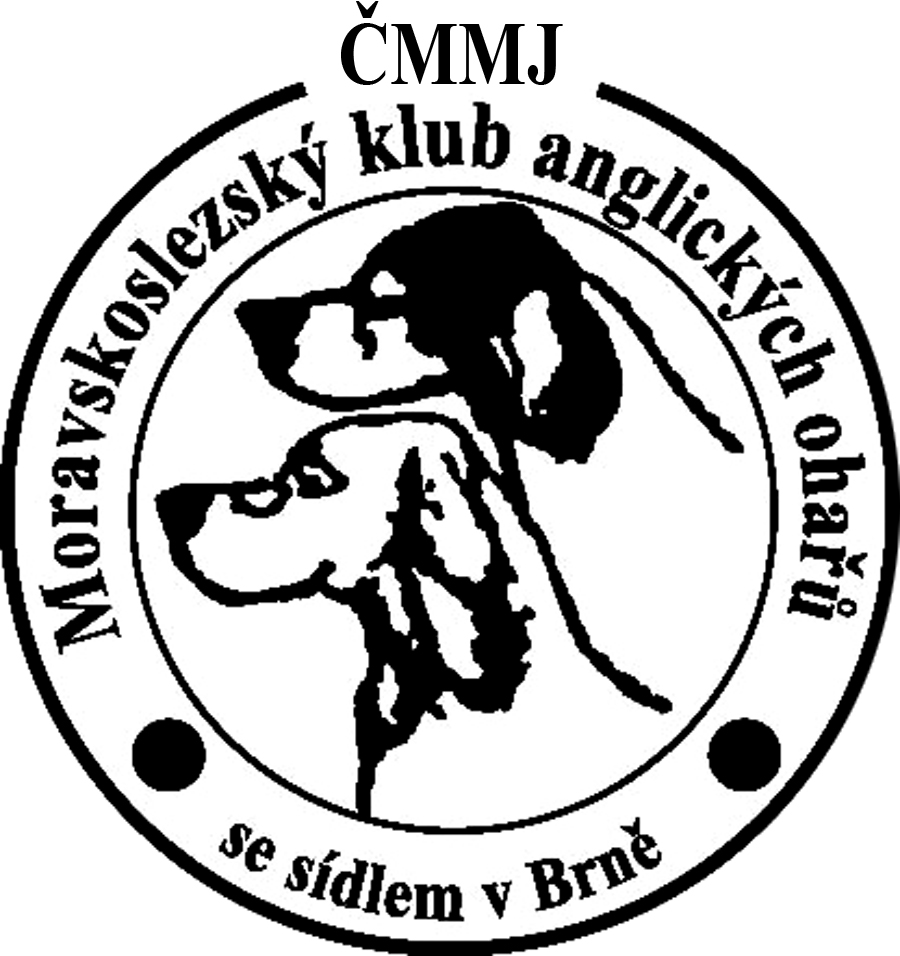 ČMMJ
Moravskoslezský klub anglických ohařů
se sídlem v Brně